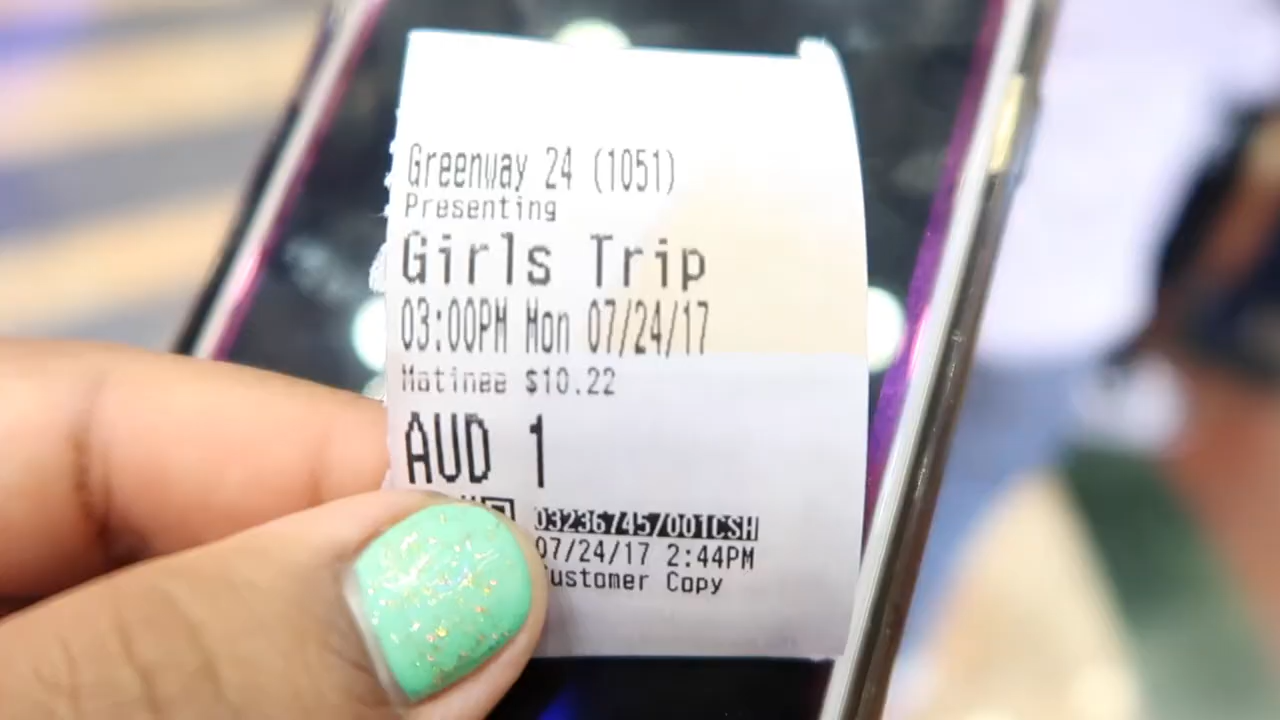 Greenway 24 (1051)
Presenting
Girls Trip
03:00PM Mon 07/24/17
Matinee $10.22
AUD 1
03236745/001CSH
07/24/17 2:44PM
ustomer Copy